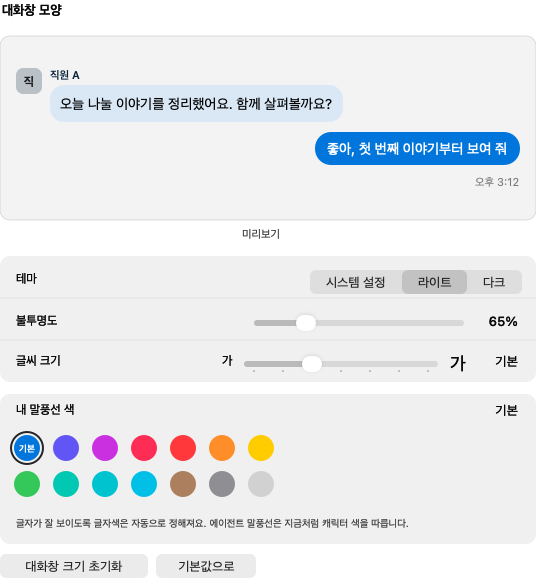 대화창 모양
직
직원 A
오늘 나눌 이야기를 정리했어요. 함께 살펴볼까요?
좋아, 첫 번째 이야기부터 보여 줘
오후 3:12
미리보기
테마
시스템 설정
라이트
다크
불투명도
65%
글씨 크기
가
가
기본
내 말풍선 색
기본
기본
글자가 잘 보이도록 글자색은 자동으로 정해져요. 에이전트 말풍선은 지금처럼 캐릭터 색을 따릅니다.
대화창 크기 초기화
기본값으로